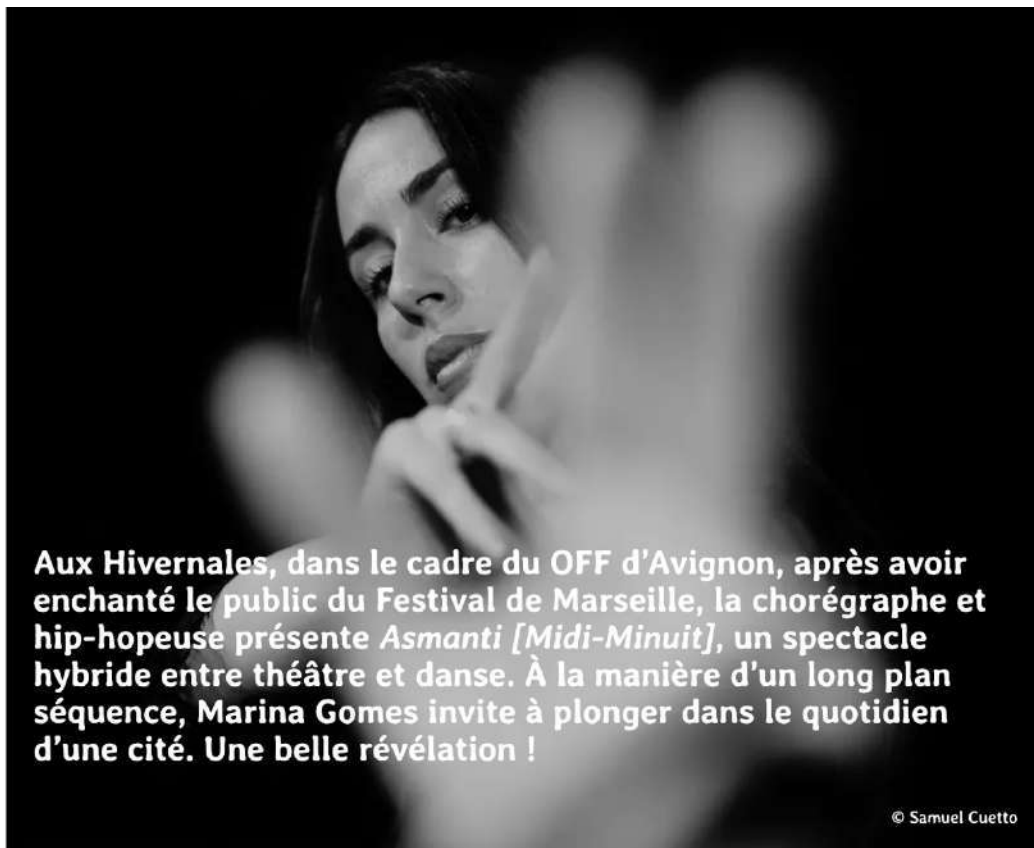 Aux Hivernales, dans le cadre du OFF d’Avignon, après avoir
enchanté le public du Festival de Marseille, la chorégraphe et
hip-hopeuse présente Asmanti [Midi-Minuit], un spectacle
hybride entre théâtre et danse. À la manière d’un long plan
séquence, Marina Gomes invite à plonger dans le quotidien
d’une cité. Une belle révélation !
© Samuel Cuetto